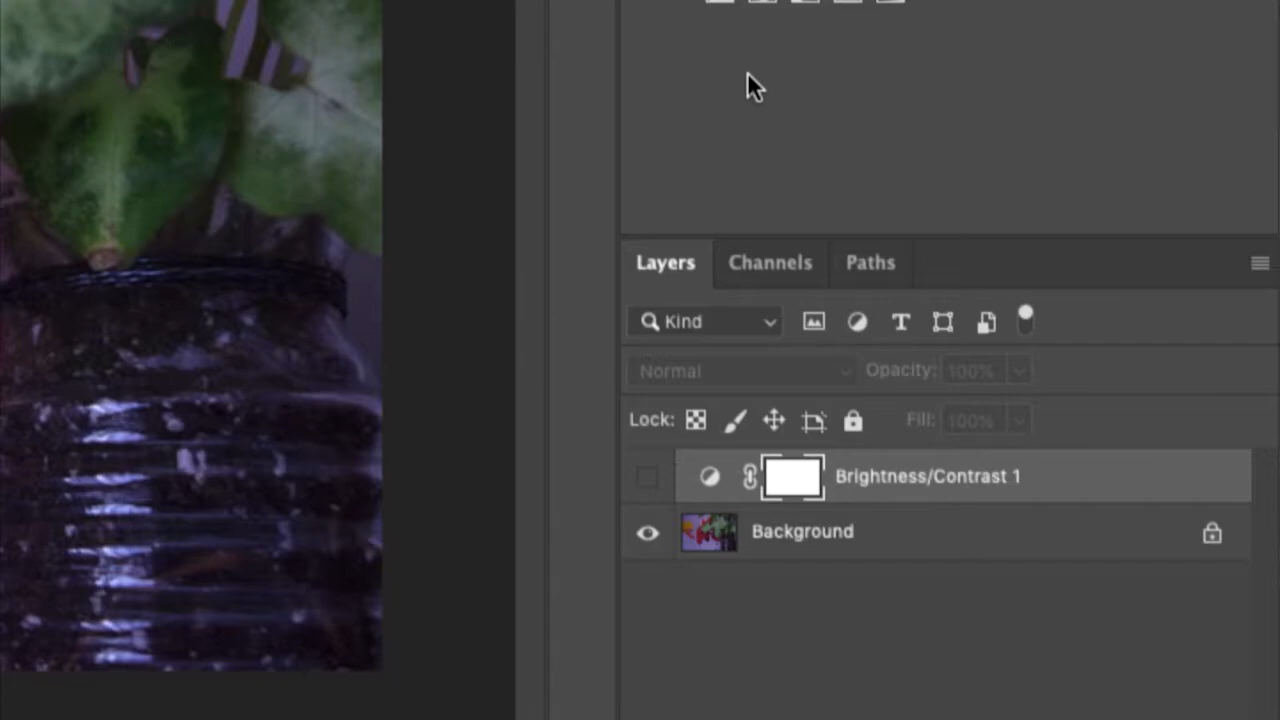 Layers Channels Paths
Kind
Normal Opacity: 100%
Lock: Fill: 100%
Brightness/Contrast 1
Background